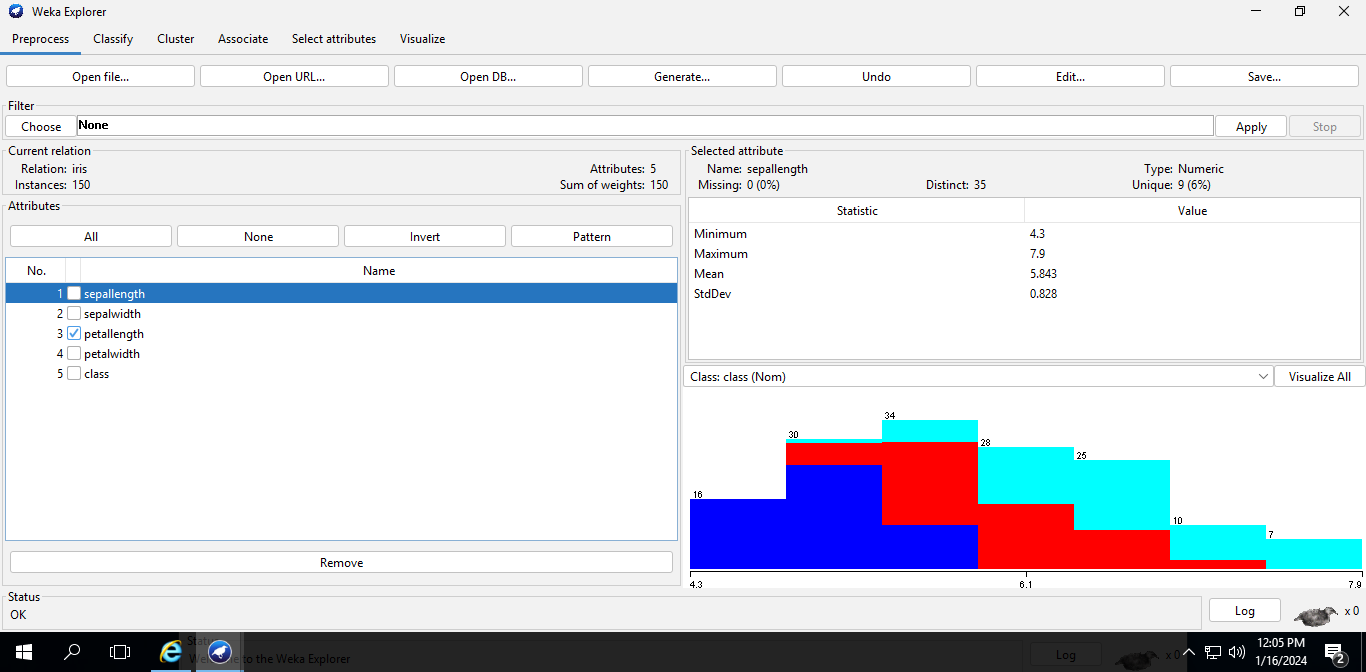 Weka Explorer
Preprocess Classify Cluster Associate Select attributes Visualize
Open file... Open URL... Open DB... Generate... Undo Edit... Save...
Filter
Choose None Apply Stop
Current relation
Relation: iris Attributes: 5
Instances: 150 Sum of weights: 150
Attributes
All None Invert Pattern
No. Name
1 sepallength
2 sepalwidth
3 petallength
4 petalwidth
5 class
Remove
Selected attribute
Name: sepallength Type: Numeric
Missing: 0 (0%) Distinct: 35 Unique: 9 (6%)
Statistic Value
Minimum 4.3
Maximum 7.9
Mean 5.843
StdDev 0.828
Class: class (Nom) Visualize All
16 30 34 28 25 10 7
4.3 6.1 7.9
Status
OK
Log x 0
Status
Welcome to the Weka Explorer
Log x 0
12:05 PM
1/16/2024
2